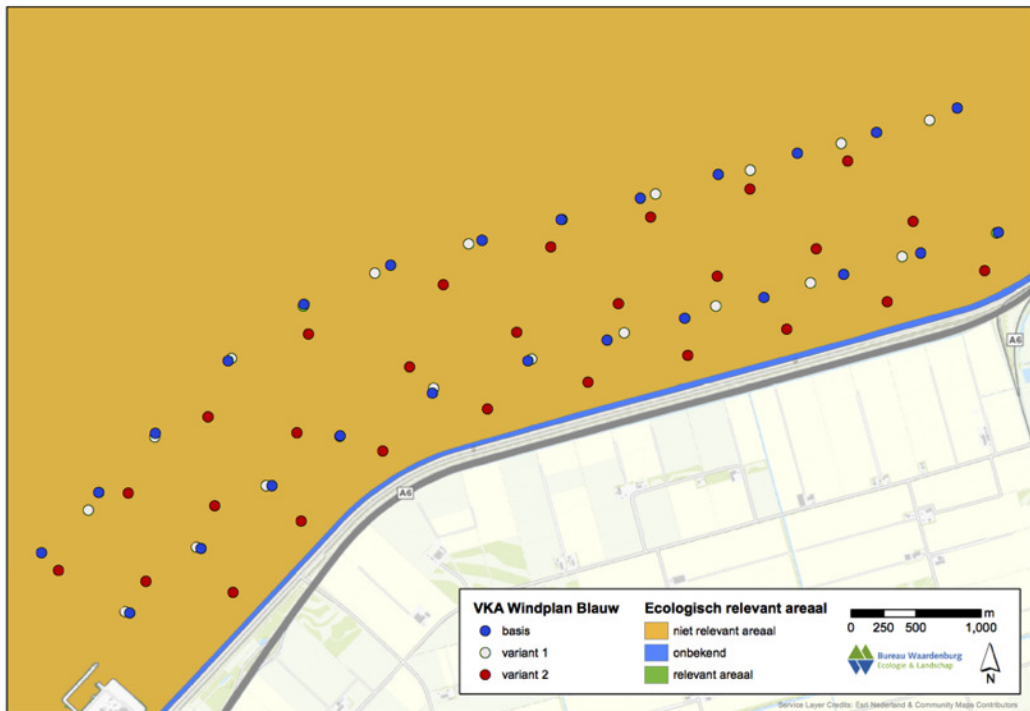 A6
A6
VKA Windplan Blauw
basis
variant 1
variant 2
Ecologisch relevant areaal
niet relevant areaal
onbekend
relevant areaal
m
0 250 500 1,000
Bureau Waardenburg
Ecologie & Landschap
N
Service Layer Credits: Esri Nederland & Community Maps Contributors